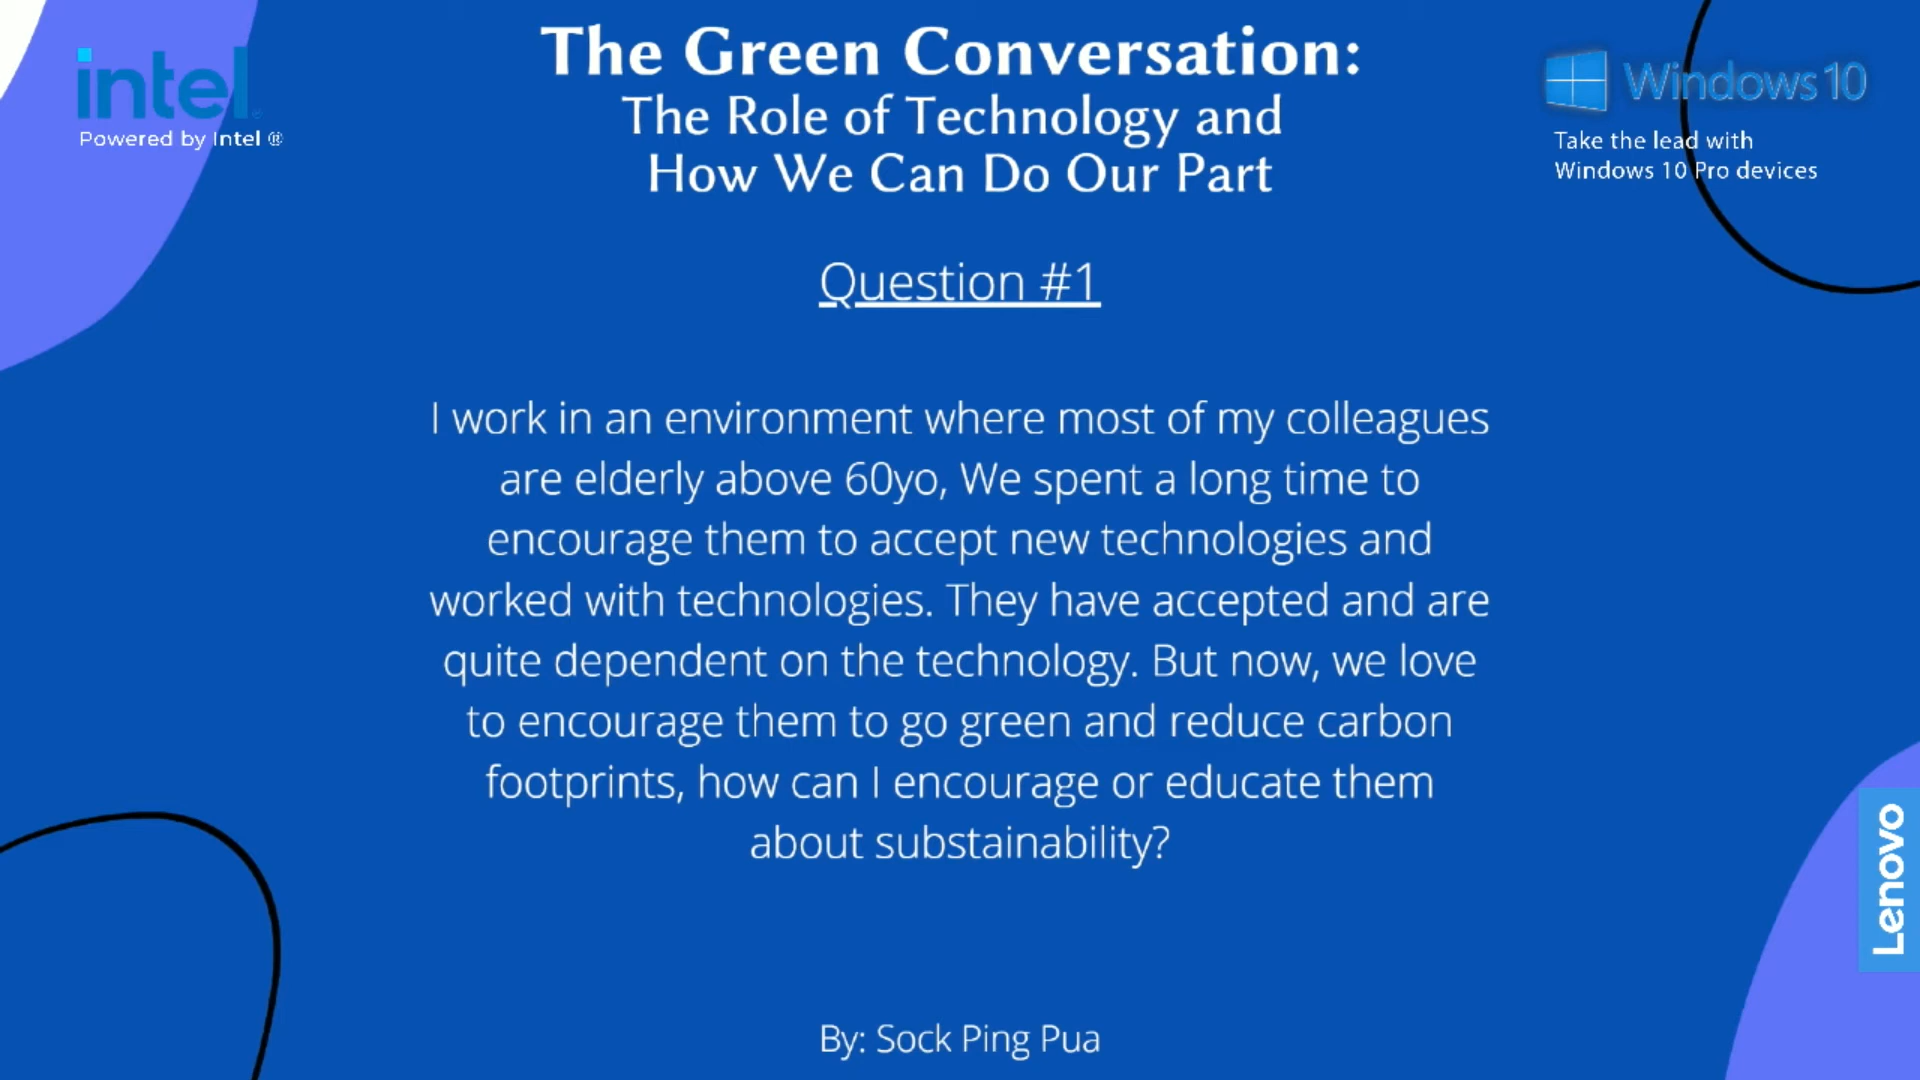 intel.
Powered by Intel ®
The Green Conversation:
The Role of Technology and
How We Can Do Our Part
Windows 10
Take the lead with
Windows 10 Pro devices
Question #1
I work in an environment where most of my colleagues
are elderly above 60yo, We spent a long time to
encourage them to accept new technologies and
worked with technologies. They have accepted and are
quite dependent on the technology. But now, we love
to encourage them to go green and reduce carbon
footprints, how can I encourage or educate them
about substainability?
Lenovo
By: Sock Ping Pua